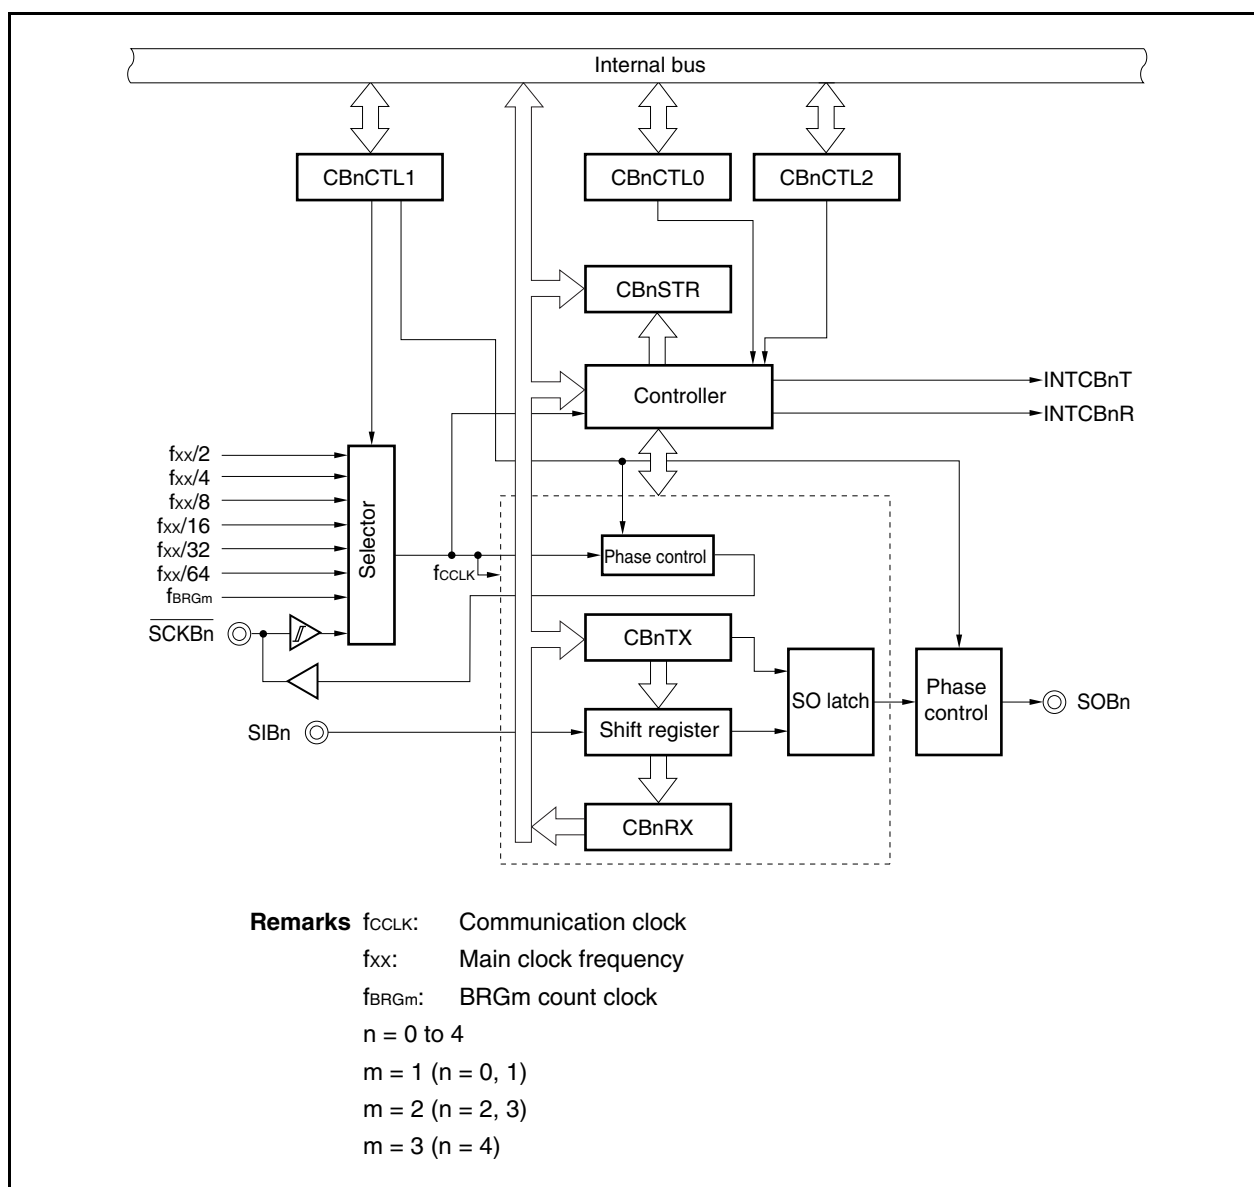 Internal bus
CBnCTL1
CBnCTL0
CBnCTL2
CBnSTR
Controller
INTCBnT
INTCBnR
fXX/2
fXX/4
fXX/8
fXX/16
fXX/32
fXX/64
fBRGm
SCKBn
Selector
fCCLK
Phase control
CBnTX
SO latch
Phase
control
SOBn
SIBn
Shift register
CBnRX
Remarks fCCLK: Communication clock
fXX: Main clock frequency
fBRGm: BRGm count clock
n = 0 to 4
m = 1 (n = 0, 1)
m = 2 (n = 2, 3)
m = 3 (n = 4)